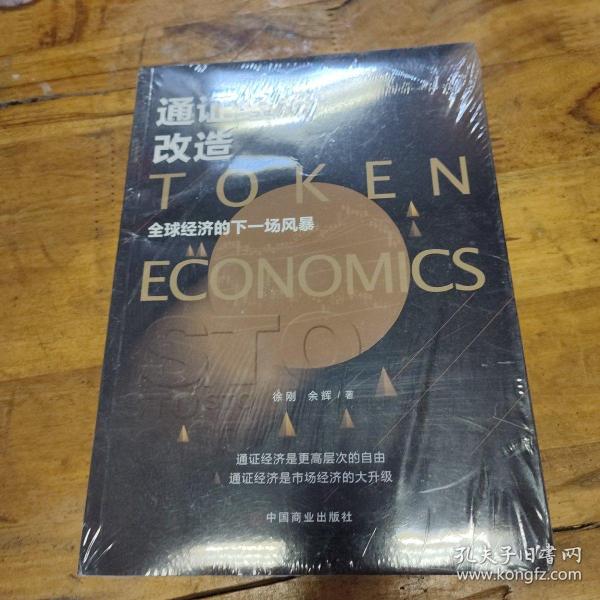 通证经济
改造
TOKEN
全球经济的下一场风暴
ECONOMICS
STO
STO
徐刚 余辉/著
通证经济是更高层次的自由
通证经济是市场经济的大升级
中国商业出版社
孔夫子旧书网
www.kongfz.com